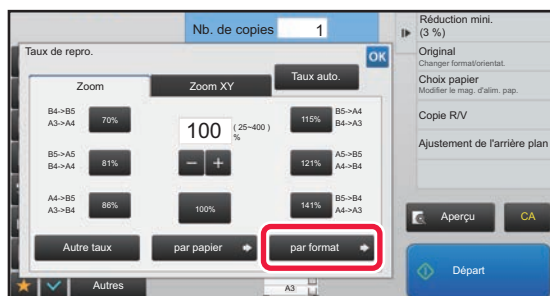 Nb. de copies 1
Taux de repro.
OK
Zoom
Zoom XY
Taux auto.
B4->B5
A3->A4
70%
100
(25~400)
%
115%
B5->A4
B4->A3
B5->A5
B4->A4
81%
121%
A5->B5
A4->B4
A4->B5
A3->B4
86%
100%
141%
B5->B4
A4->A3
Autre taux
par papier
par format
Autres
A3
Réduction mini.
(3 %)
Original
Changer format/orientat.
Choix papier
Modifier le mag. d'alim. pap.
Copie R/V
Ajustement de l'arrière plan
Aperçu
CA
Départ